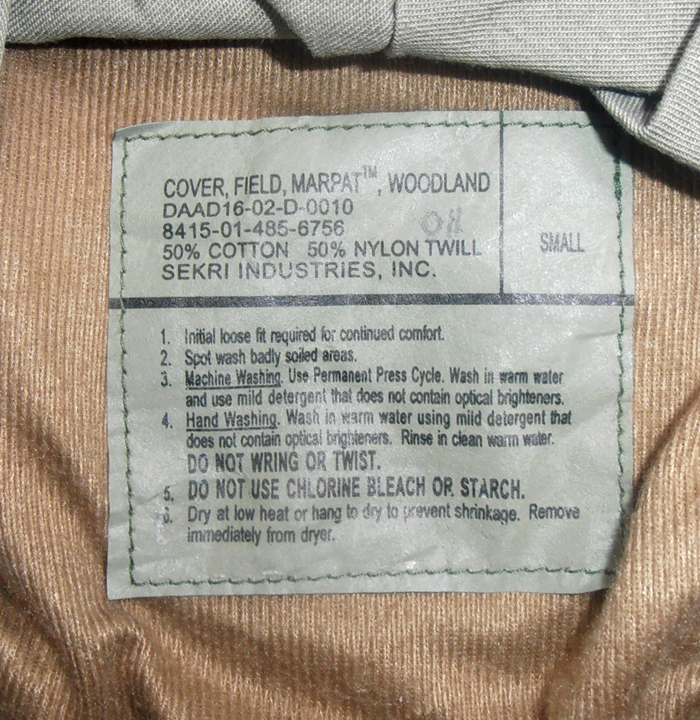 COVER, FIELD, MARPAT™, WOODLAND
DAAD16-02-D-0010
8415-01-485-6756
50% COTTON 50% NYLON TWILL
SEKRI INDUSTRIES, INC.
SMALL
1. Initial loose fit required for continued comfort.
2. Spot wash badly soiled areas.
3. Machine Washing. Use Permanent Press Cycle. Wash in warm water
and use mild detergent that does not contain optical brighteners.
4. Hand Washing. Wash in warm water using mild detergent that
does not contain optical brighteners. Rinse in clean warm water.
DO NOT WRING OR TWIST.
5. DO NOT USE CHLORINE BLEACH OR STARCH.
6. Dry at low heat or hang to dry to prevent shrinkage. Remove
immediately from dryer.